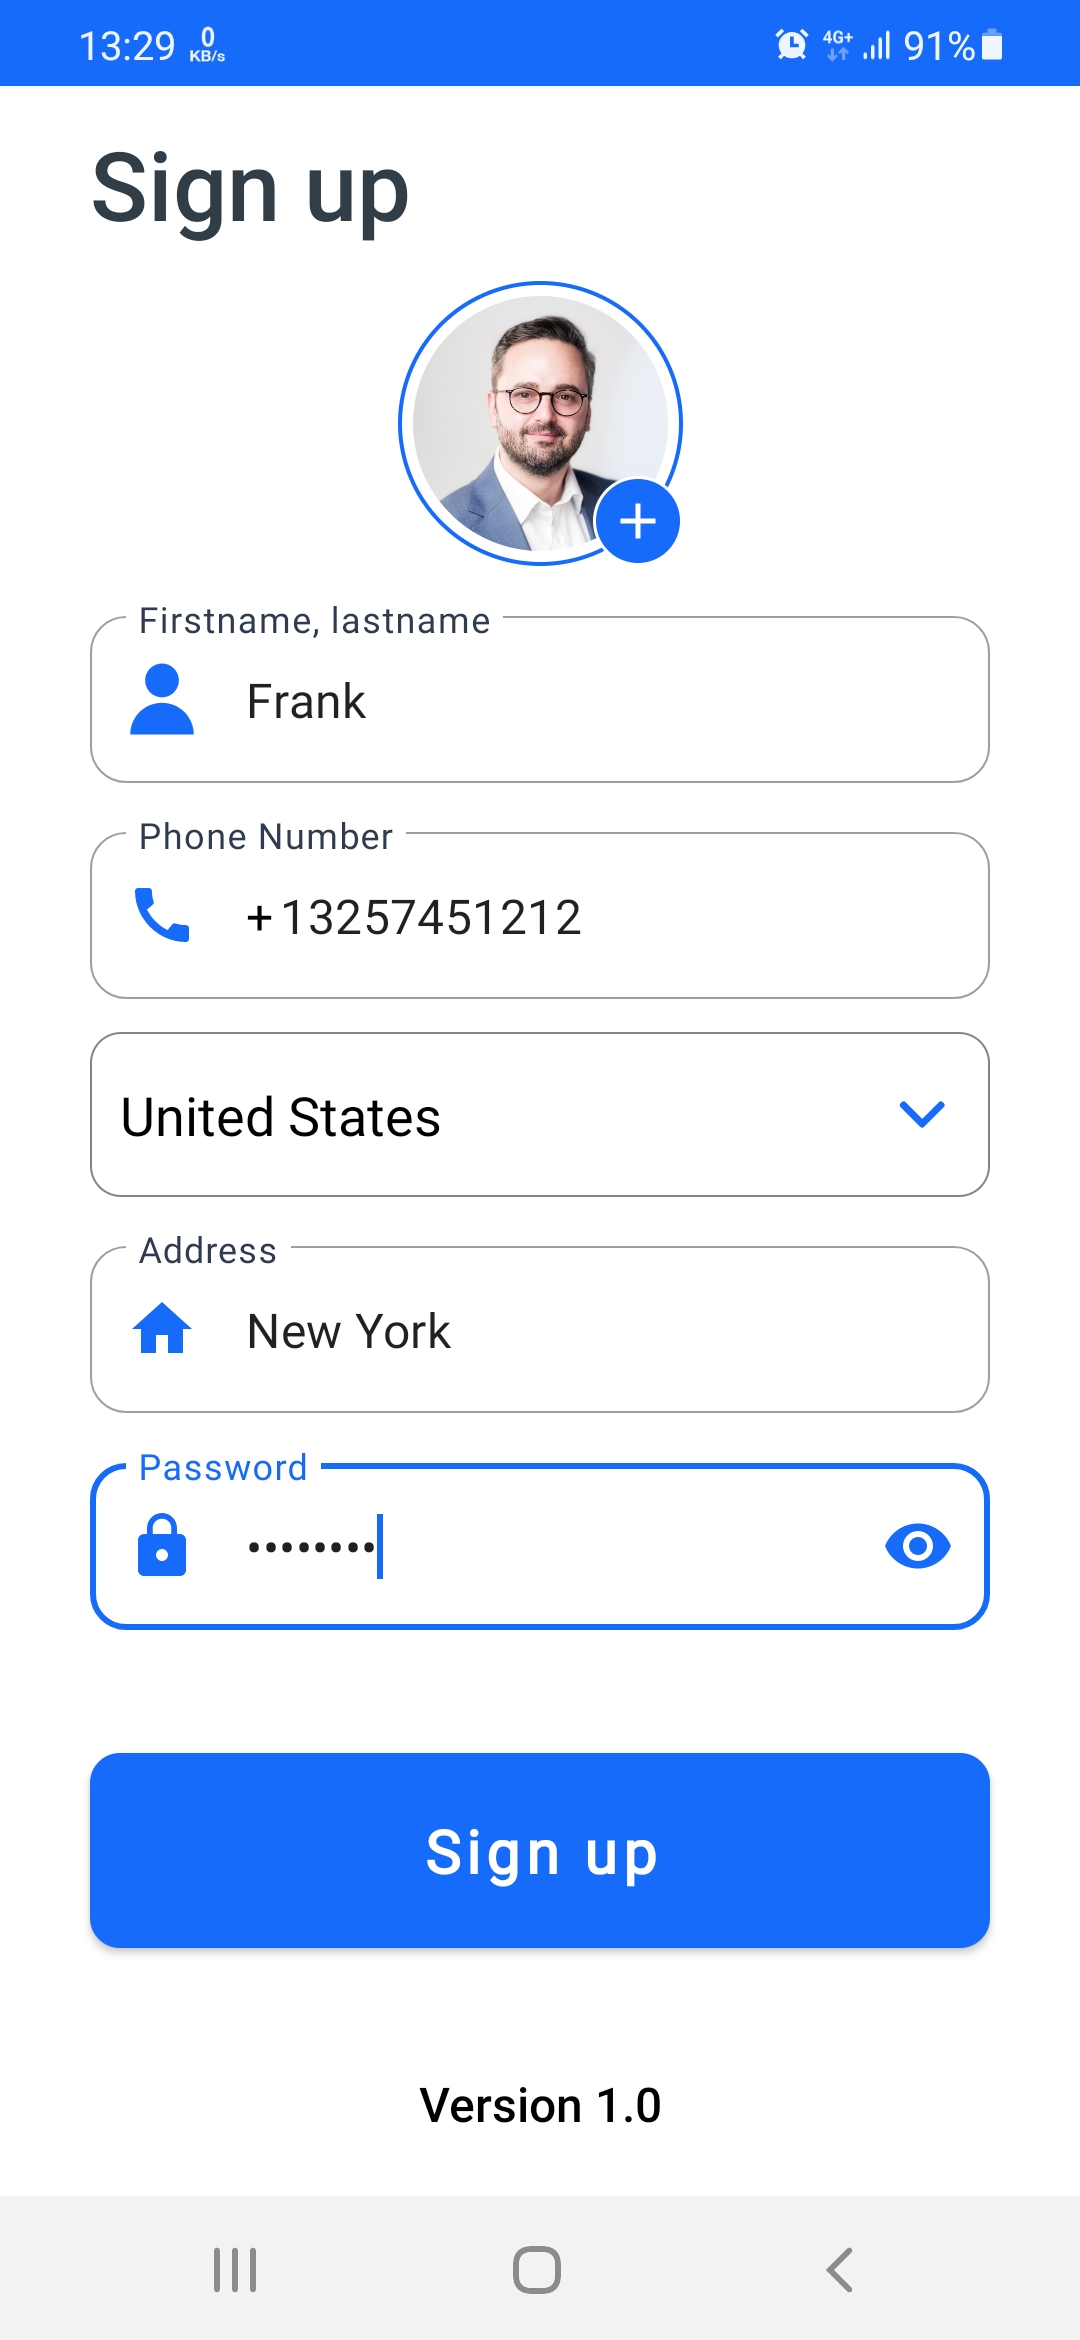 13:29 0 KB/s 4G+ 91%
Sign up
Firstname, lastname
Frank
Phone Number
+13257451212
United States
Address
New York
Password
••••••••
Sign up
Version 1.0